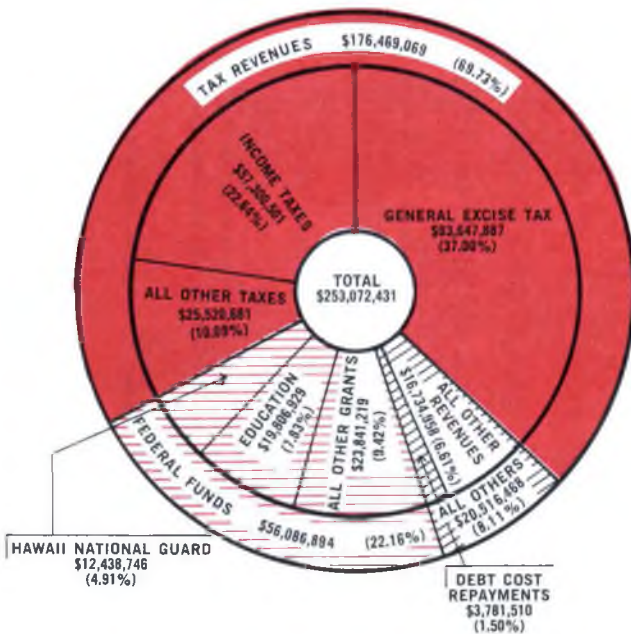 TAX REVENUES $176,469,069 (69.73%)
INCOME TAXES
$57,300,501
(22.64%)
GENERAL EXCISE TAX
$93,647,887
(37.00%)
TOTAL
$253,072,431
ALL OTHER TAXES
$25,520,681
(10.09%)
EDUCATION
$19,806,929
(7.83%)
ALL OTHER GRANTS
$23,841,219
(9.42%)
ALL OTHER
REVENUES
$16,734,958 (6.61%)
FEDERAL FUNDS $56,086,894 (22.16%)
ALL OTHERS
$20,516,468
(8.11%)
HAWAII NATIONAL GUARD
$12,438,746
(4.91%)
DEBT COST
REPAYMENTS
$3,781,510
(1.50%)